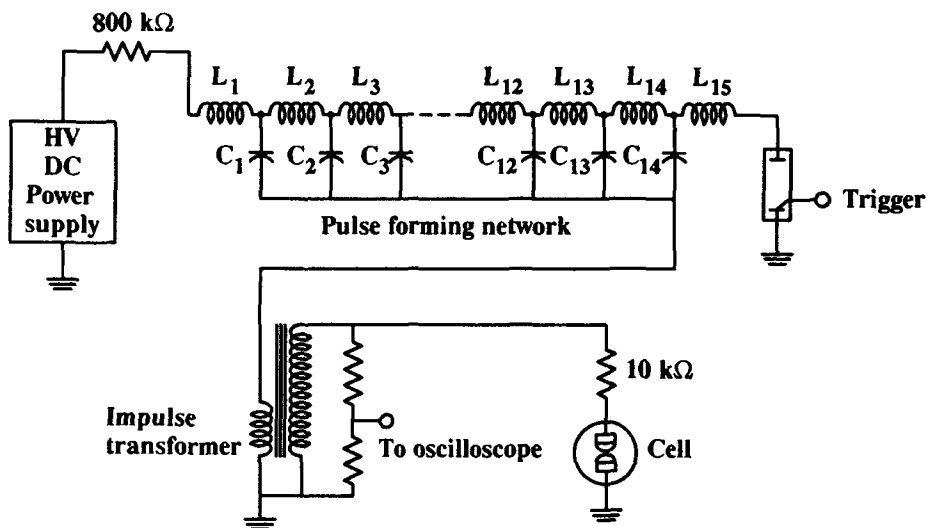 800 kΩ
L₁
L₂
L₃
L₁₂
L₁₃
L₁₄
L₁₅
HV
DC
Power
supply
C₁
C₂
C₃
C₁₂
C₁₃
C₁₄
Trigger
Pulse forming network
10 kΩ
Impulse
transformer
To oscilloscope
Cell